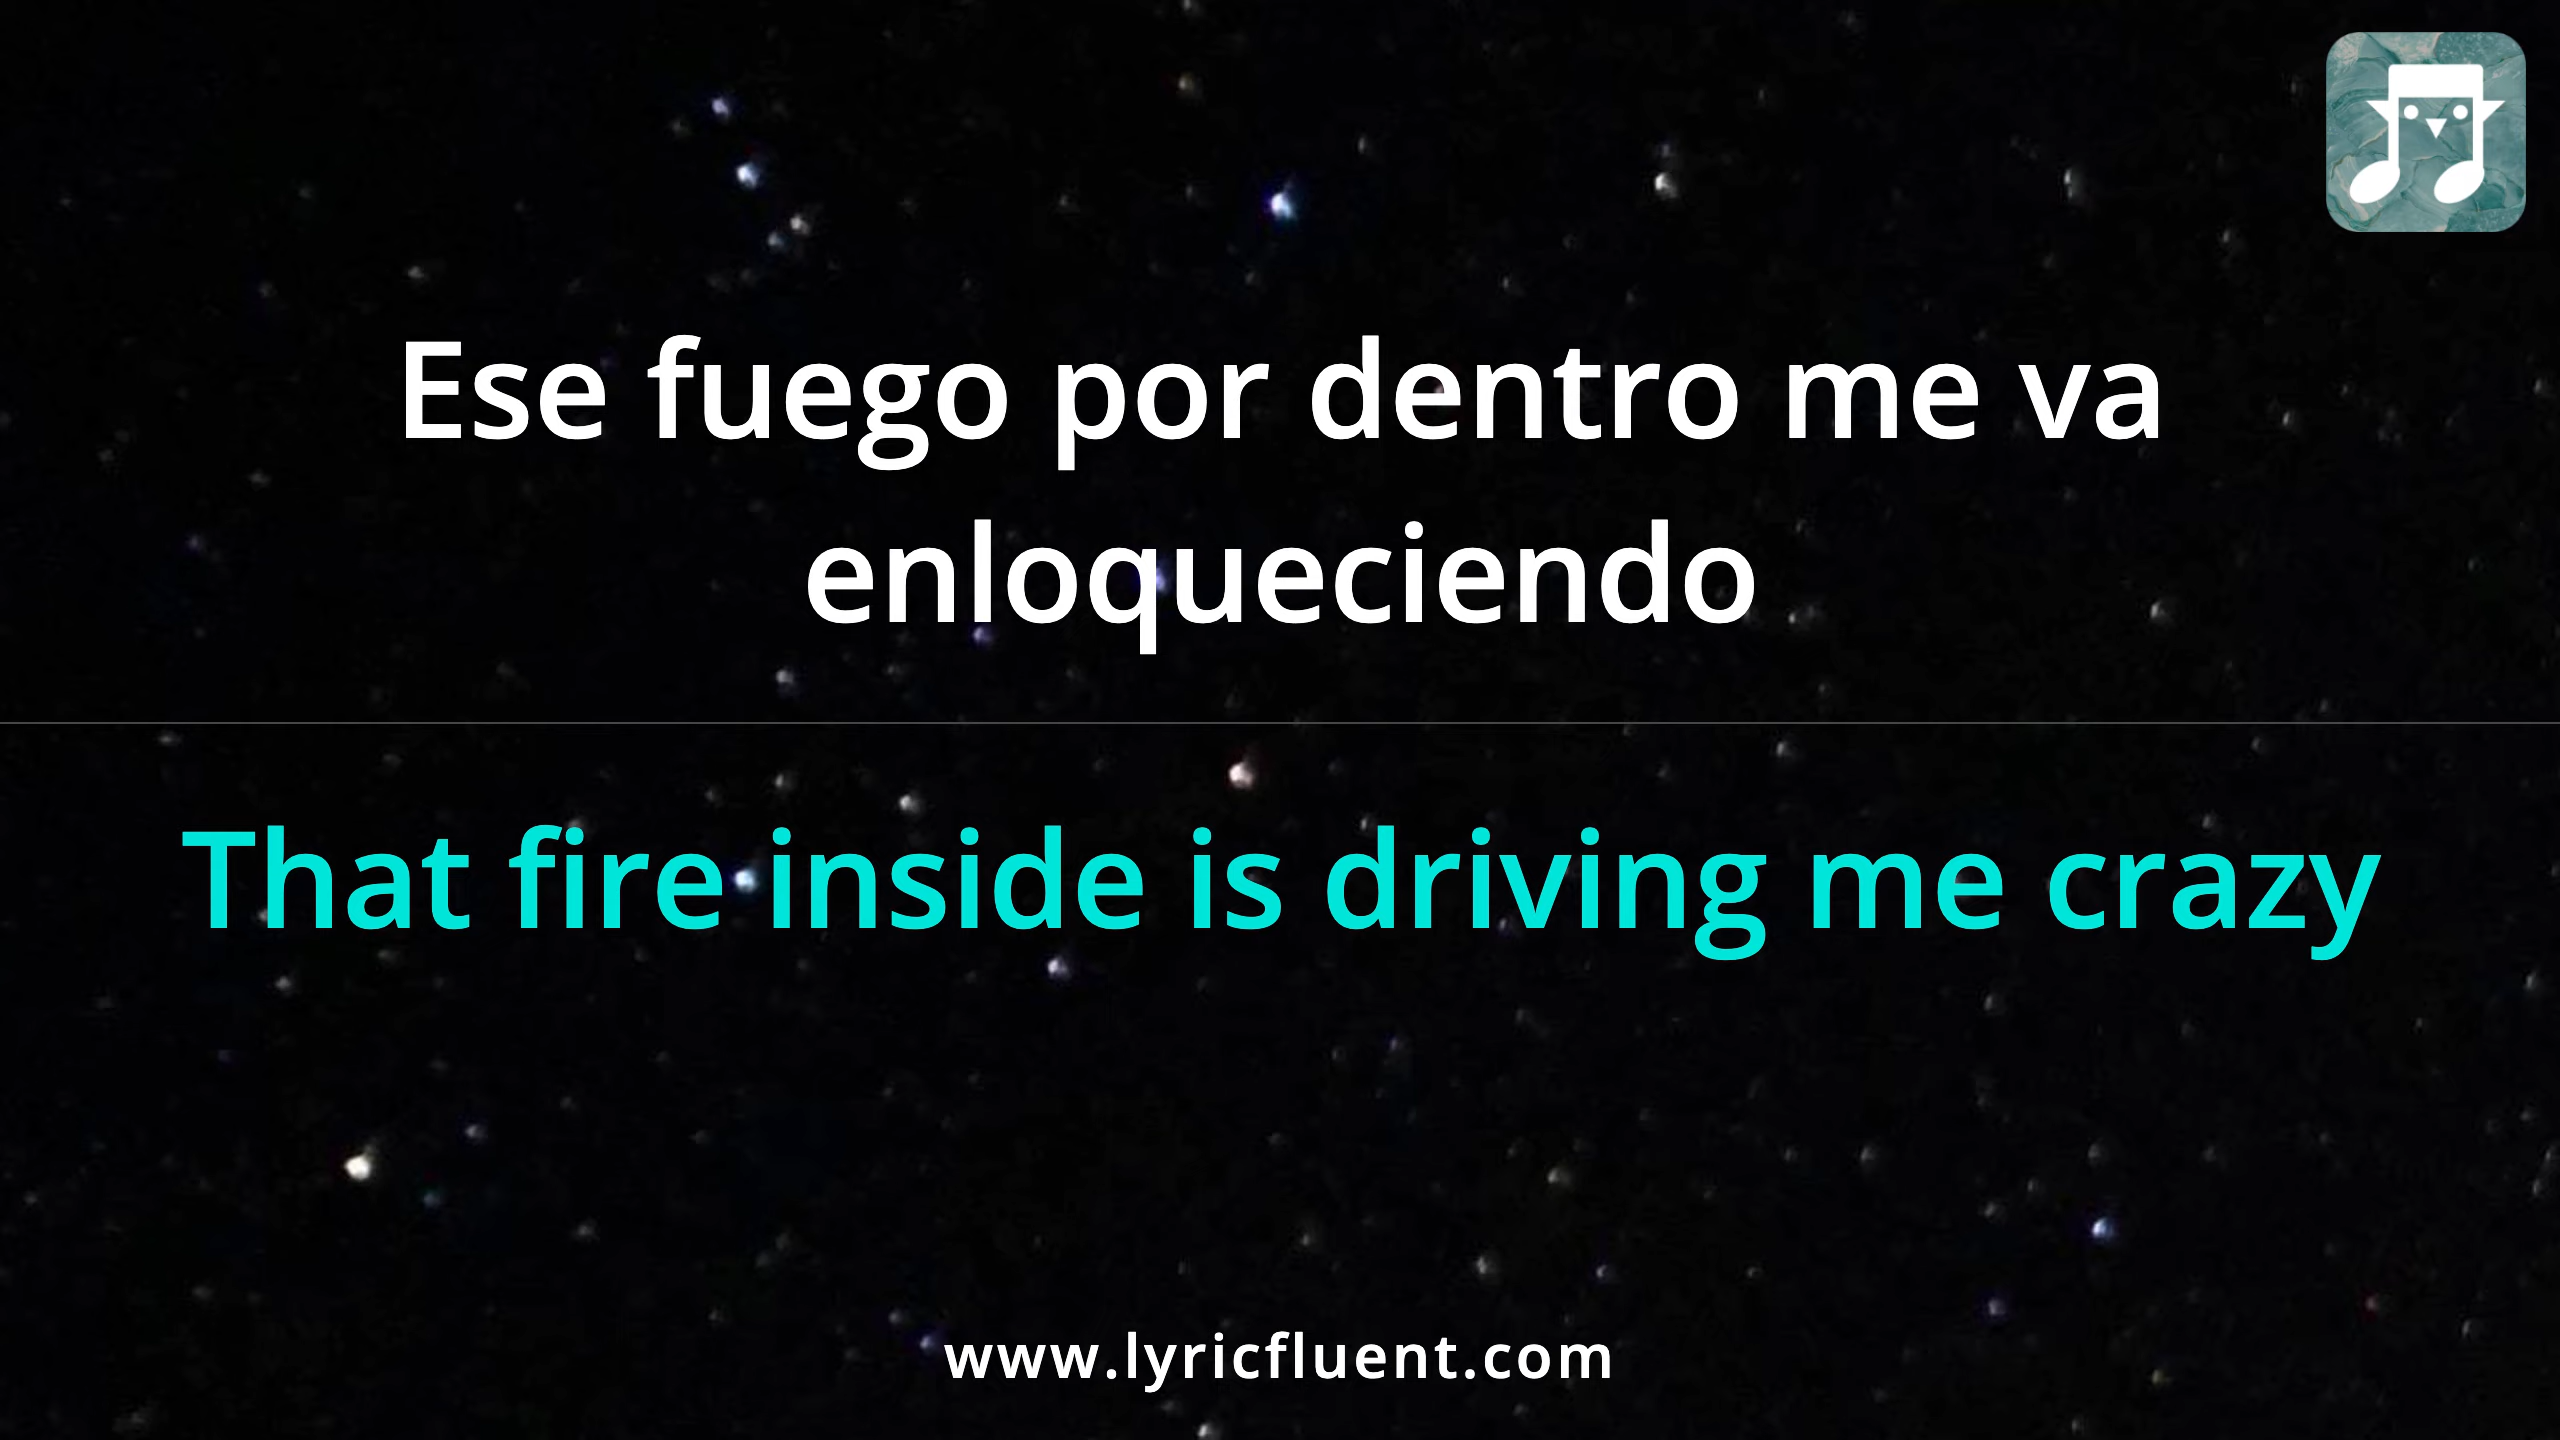 Ese fuego por dentro me va
enloqueciendo
That fire inside is driving me crazy
www.lyricfluent.com